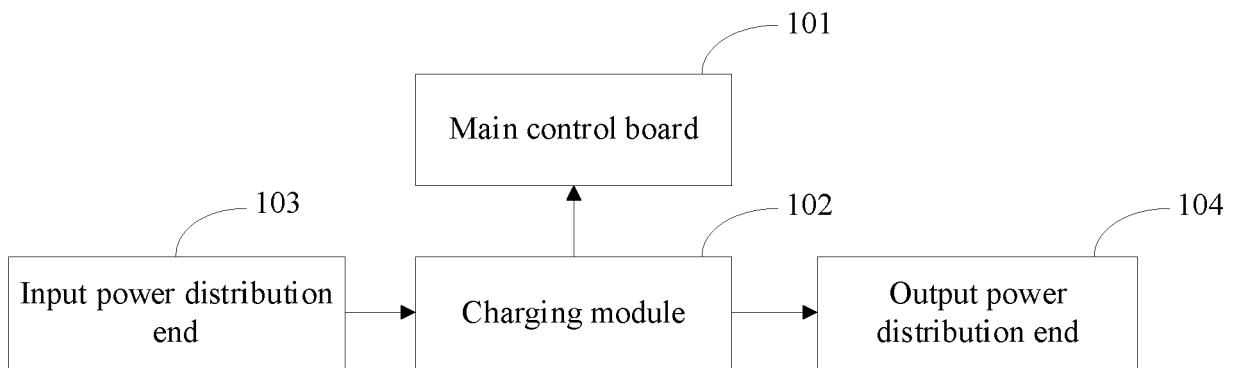 101
Main control board
103
102
104
Input power distribution
end
Charging module
Output power
distribution end